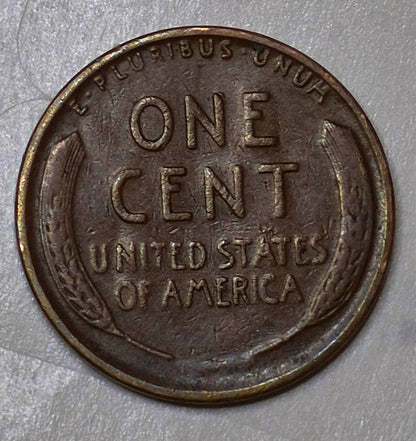 E·PLURIBUS·UNUM
ONE
CENT
UNITED STATES
OF AMERICA